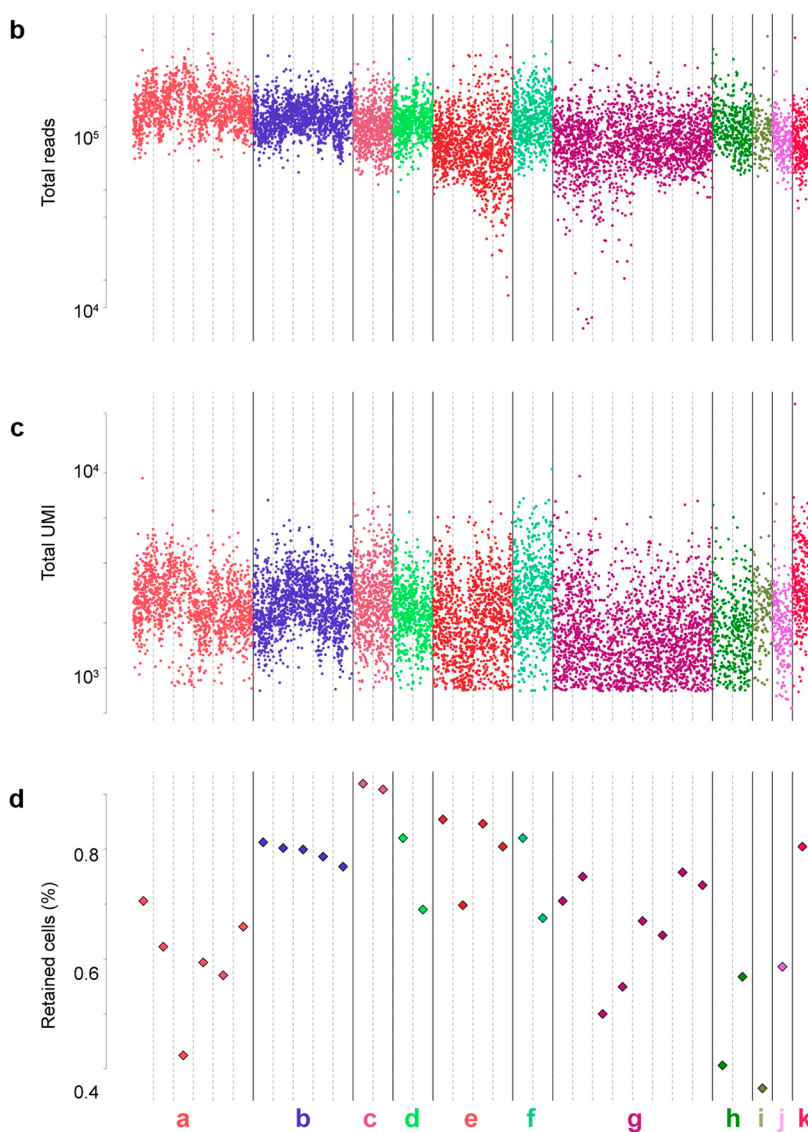 b
Total reads
10⁵
10⁴
c
Total UMI
10⁴
10³
d
Retained cells (%)
0.8
0.6
0.4
a b c d e f g h i j k